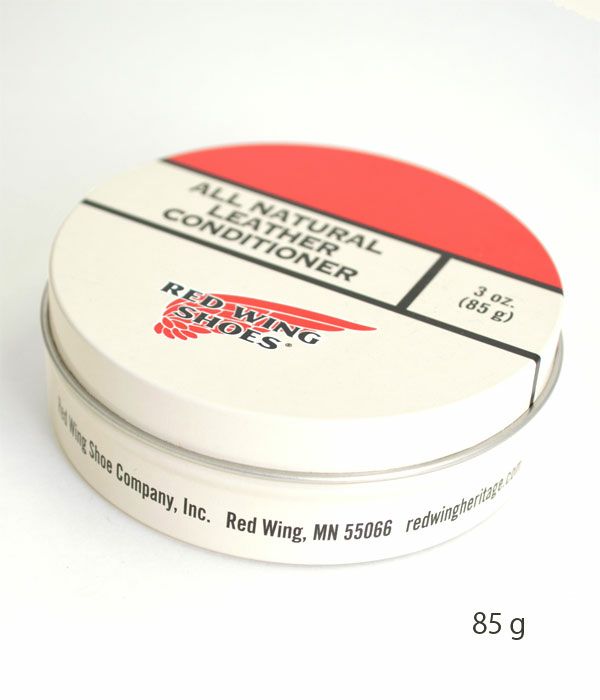 ALL NATURAL
LEATHER
CONDITIONER
3 oz.
(85 g)
RED WING
SHOES®
Red Wing Shoe Company, Inc. Red Wing, MN 55066 redwingheritage.com
85 g